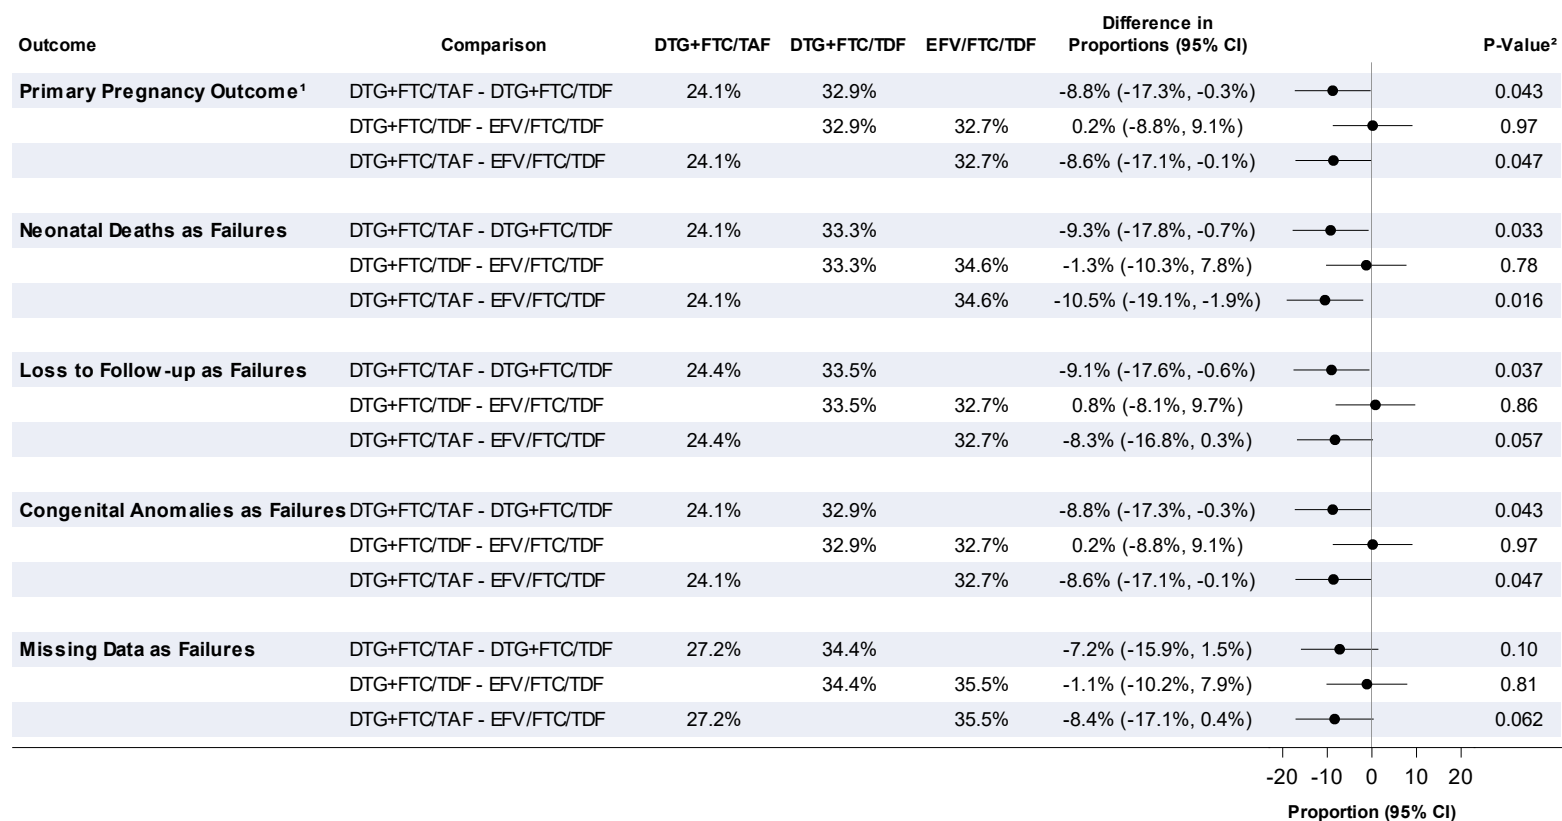 Outcome Comparison DTG+FTC/TAF DTG+FTC/TDF EFV/FTC/TDF Difference in Proportions (95% CI) P-Value²
Primary Pregnancy Outcome¹ DTG+FTC/TAF - DTG+FTC/TDF 24.1% 32.9% -8.8% (-17.3%, -0.3%) 0.043
DTG+FTC/TDF - EFV/FTC/TDF 32.9% 32.7% 0.2% (-8.8%, 9.1%) 0.97
DTG+FTC/TAF - EFV/FTC/TDF 24.1% 32.7% -8.6% (-17.1%, -0.1%) 0.047
Neonatal Deaths as Failures DTG+FTC/TAF - DTG+FTC/TDF 24.1% 33.3% -9.3% (-17.8%, -0.7%) 0.033
DTG+FTC/TDF - EFV/FTC/TDF 33.3% 34.6% -1.3% (-10.3%, 7.8%) 0.78
DTG+FTC/TAF - EFV/FTC/TDF 24.1% 34.6% -10.5% (-19.1%, -1.9%) 0.016
Loss to Follow-up as Failures DTG+FTC/TAF - DTG+FTC/TDF 24.4% 33.5% -9.1% (-17.6%, -0.6%) 0.037
DTG+FTC/TDF - EFV/FTC/TDF 33.5% 32.7% 0.8% (-8.1%, 9.7%) 0.86
DTG+FTC/TAF - EFV/FTC/TDF 24.4% 32.7% -8.3% (-16.8%, 0.3%) 0.057
Congenital Anomalies as Failures DTG+FTC/TAF - DTG+FTC/TDF 24.1% 32.9% -8.8% (-17.3%, -0.3%) 0.043
DTG+FTC/TDF - EFV/FTC/TDF 32.9% 32.7% 0.2% (-8.8%, 9.1%) 0.97
DTG+FTC/TAF - EFV/FTC/TDF 24.1% 32.7% -8.6% (-17.1%, -0.1%) 0.047
Missing Data as Failures DTG+FTC/TAF - DTG+FTC/TDF 27.2% 34.4% -7.2% (-15.9%, 1.5%) 0.10
DTG+FTC/TDF - EFV/FTC/TDF 34.4% 35.5% -1.1% (-10.2%, 7.9%) 0.81
DTG+FTC/TAF - EFV/FTC/TDF 27.2% 35.5% -8.4% (-17.1%, 0.4%) 0.062
-20 -10 0 10 20
Proportion (95% CI)